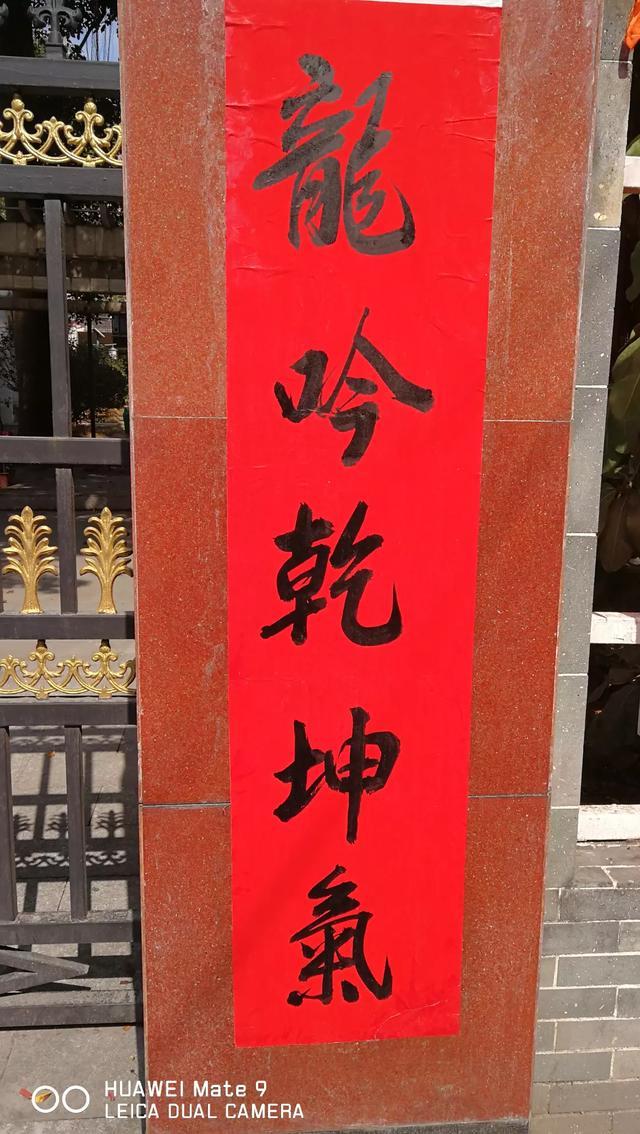 龍吟乾坤氣
HUAWEI Mate 9
LEICA DUAL CAMERA